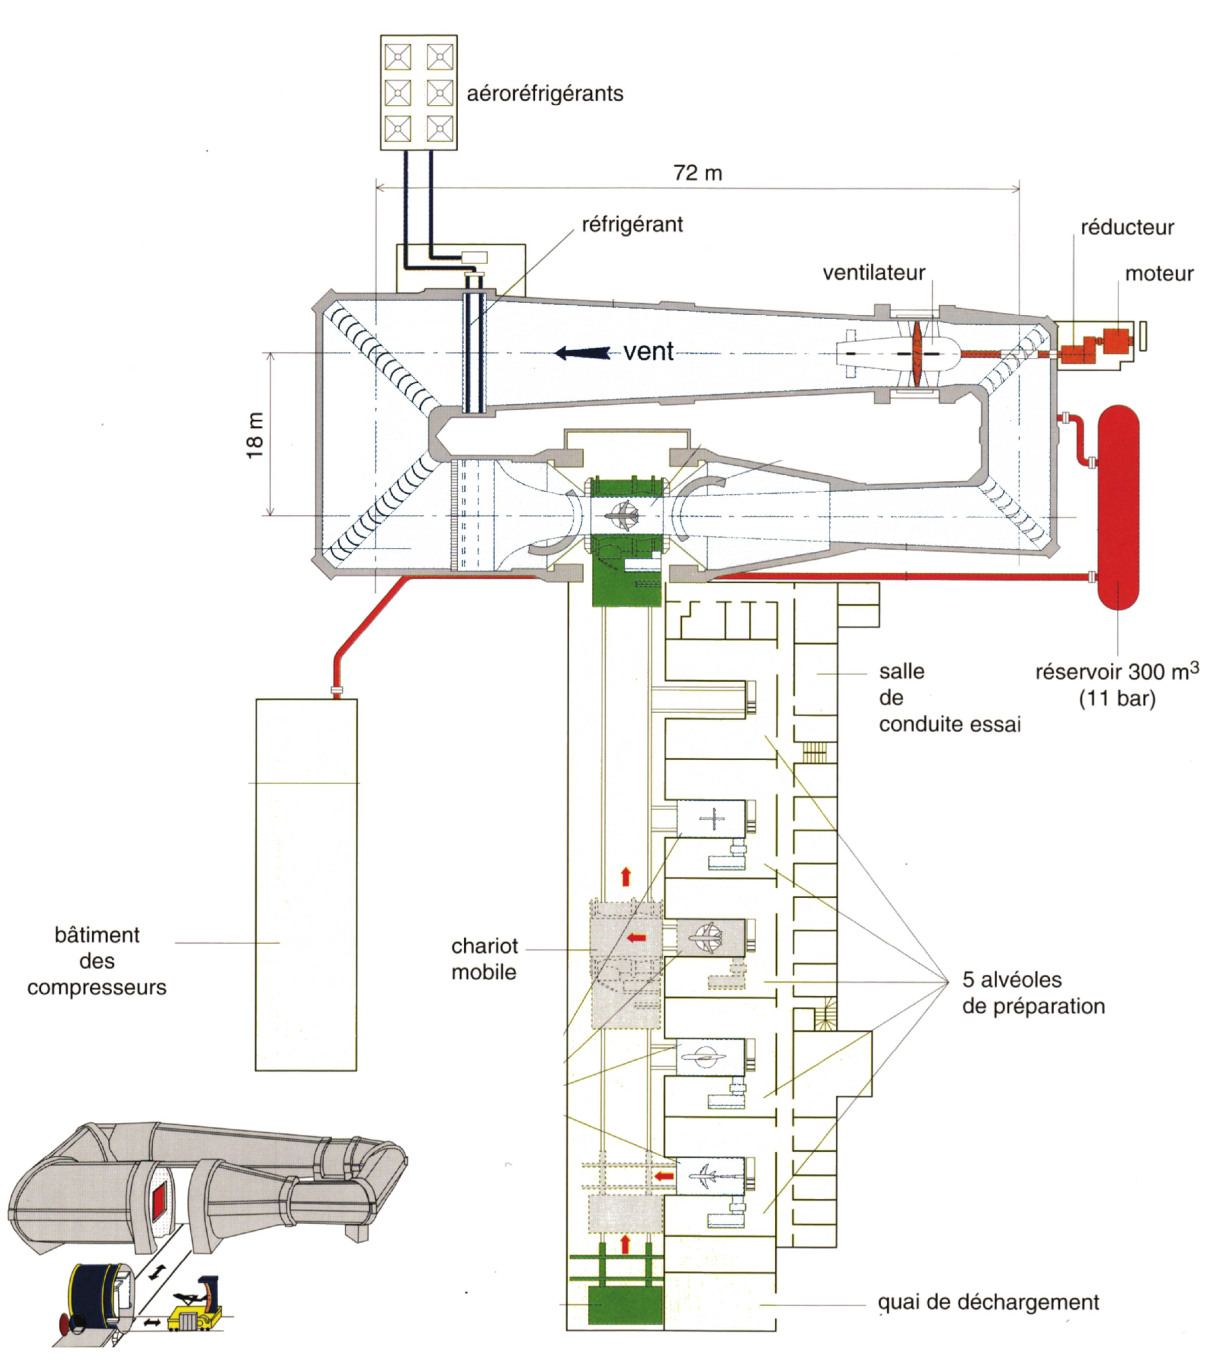 aéroréfrigérants
72 m
réfrigérant
réducteur
ventilateur
moteur
vent
18 m
réservoir 300 m³
(11 bar)
salle
de
conduite essai
bâtiment
des
compresseurs
chariot
mobile
5 alvéoles
de préparation
quai de déchargement